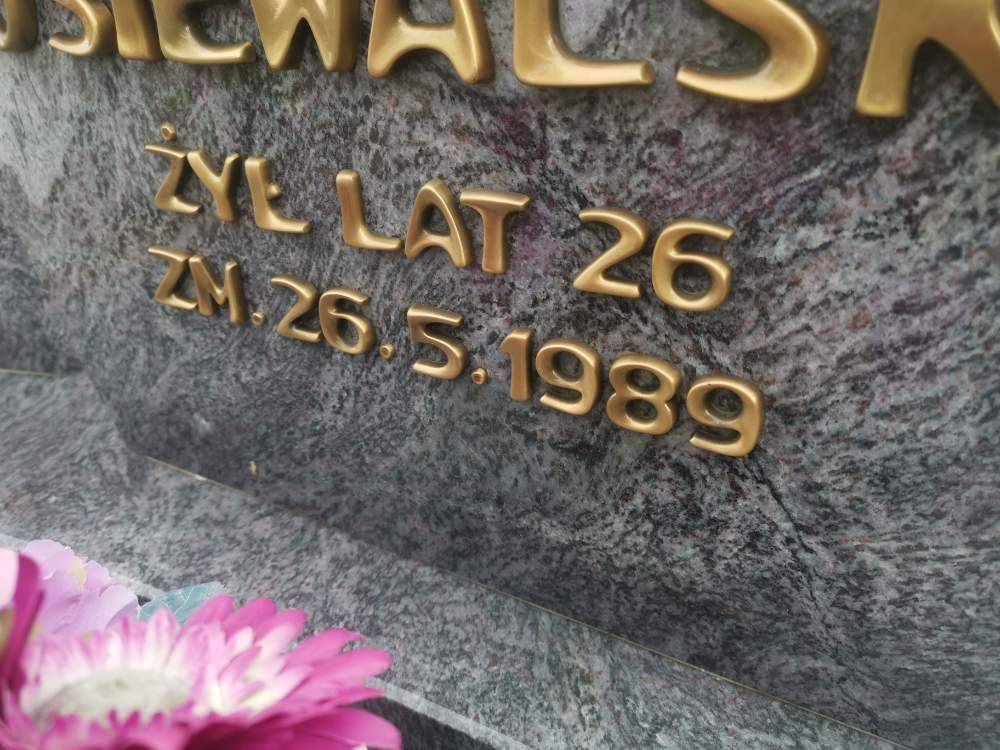 ŻYŁ LAT 26
ZM. 26.5.1989